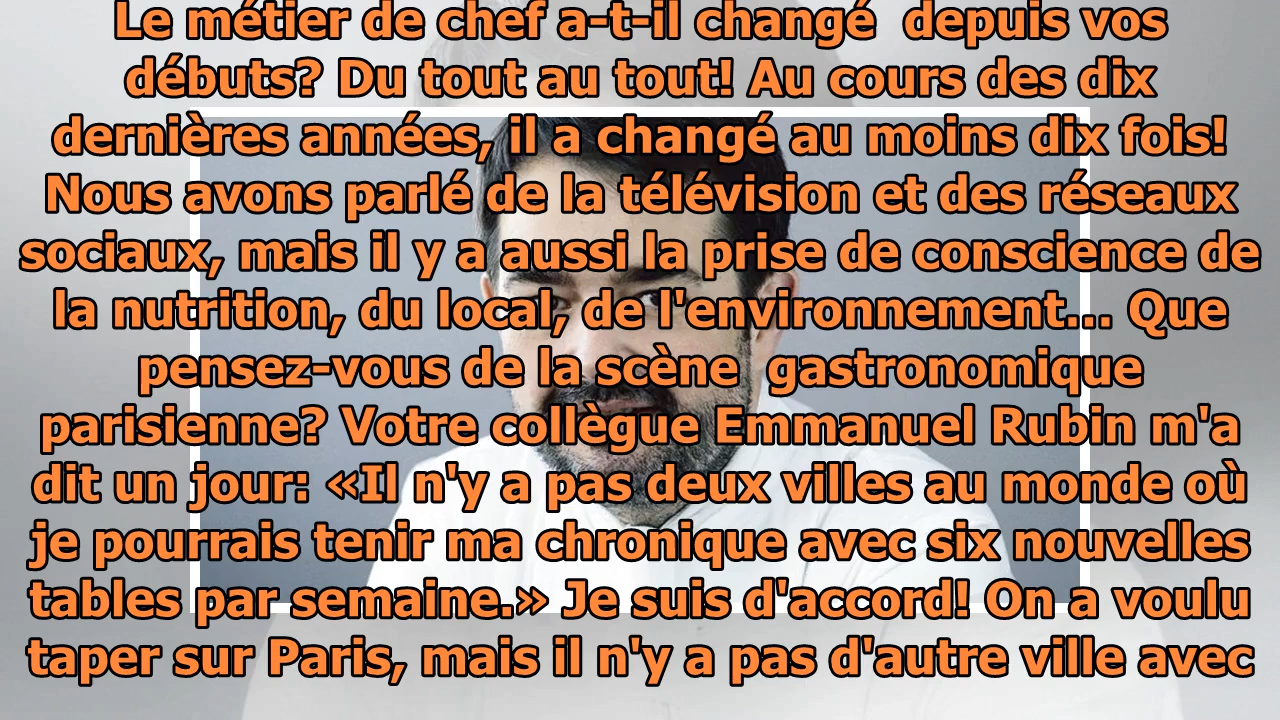 Le métier de chef a-t-il changé  depuis vos
débuts? Du tout au tout! Au cours des dix
dernières années, il a changé au moins dix fois!
Nous avons parlé de la télévision et des réseaux
sociaux, mais il y a aussi la prise de conscience de
la nutrition, du local, de l'environnement... Que
pensez-vous de la scène  gastronomique
parisienne? Votre collègue Emmanuel Rubin m'a
dit un jour: «Il n'y a pas deux villes au monde où
je pourrais tenir ma chronique avec six nouvelles
tables par semaine.» Je suis d'accord! On a voulu
taper sur Paris, mais il n'y a pas d'autre ville avec